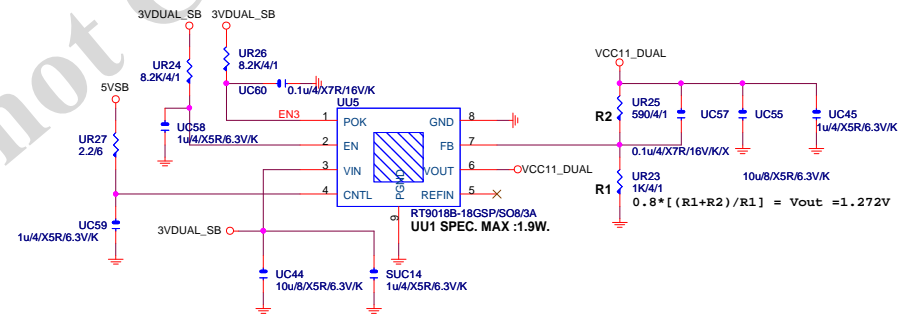 not
3VDUAL_SB
3VDUAL_SB
UR24
8.2K/4/1
UR26
8.2K/4/1
UC60
0.1u/4/X7R/16V/K
UU5
5VSB
EN3
UC58
1u/4/X5R/6.3V/K
UR27
2.2/6
1
POK
2
EN
3
VIN
4
CNTL
GND
8
FB
7
VOUT
6
REFIN
5
PGND
9
VCC11_DUAL
RT9018B-18GSP/SO8/3A
UU1 SPEC. MAX :1.9W.
UC59
1u/4/X5R/6.3V/K
3VDUAL_SB
UC44
10u/8/X5R/6.3V/K
SUC14
1u/4/X5R/6.3V/K
VCC11_DUAL
R2
UR25
590/4/1
UC57
UC55
UC45
1u/4/X5R/6.3V/K
0.1u/4/X7R/16V/K/X
R1
UR23
1K/4/1
10u/8/X5R/6.3V/K
0.8*[(R1+R2)/R1] = Vout =1.272V